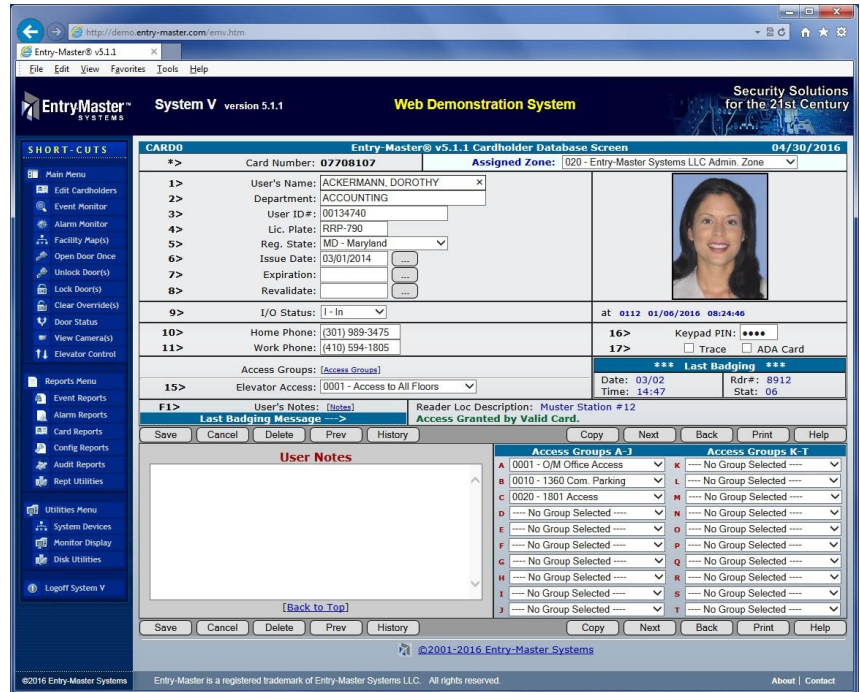 http://demo.entry-master.com/emv.htm
Entry-Master® v5.1.1 ×
File Edit View Favorites Tools Help
EntryMaster™ SYSTEMS
System V version 5.1.1
Web Demonstration System
Security Solutions
for the 21st Century
SHORT-CUTS
Main Menu
Edit Cardholders
Event Monitor
Alarm Monitor
Facility Map(s)
Open Door Once
Unlock Door(s)
Lock Door(s)
Clear Override(s)
Door Status
View Camera(s)
Elevator Control
Reports Menu
Event Reports
Alarm Reports
Card Reports
Config Reports
Audit Reports
Rept Utilities
Utilities Menu
System Devices
Monitor Display
Disk Utilities
Logoff System V
CARD0 Entry-Master® v5.1.1 Cardholder Database Screen 04/30/2016
*> Card Number: 07708107 Assigned Zone: 020 - Entry-Master Systems LLC Admin. Zone
1> User's Name: ACKERMANN, DOROTHY ×
2> Department: ACCOUNTING
3> User ID#: 00134740
4> Lic. Plate: RRP-790
5> Reg. State: MD - Maryland
6> Issue Date: 03/01/2014 ...
7> Expiration: ...
8> Revalidate: ...
9> I/O Status: I - In at 0112 01/06/2016 08:24:46
10> Home Phone: (301) 989-3475 16> Keypad PIN: ●●●●
11> Work Phone: (410) 594-1805 17> Trace ADA Card
Access Groups: [Access Groups] *** Last Badging ***
15> Elevator Access: 0001 - Access to All Floors Date: 03/02 Rdr#: 8912
Time: 14:47 Stat: 06
F1> User's Notes: [Notes] Reader Loc Description: Muster Station #12
Last Badging Message ---> Access Granted by Valid Card.
Save Cancel Delete Prev History Copy Next Back Print Help
User Notes
Access Groups A-J Access Groups K-T
A 0001 - O/M Office Access K ---- No Group Selected ----
B 0010 - 1360 Com. Parking L ---- No Group Selected ----
C 0020 - 1801 Access M ---- No Group Selected ----
D ---- No Group Selected ---- N ---- No Group Selected ----
E ---- No Group Selected ---- O ---- No Group Selected ----
F ---- No Group Selected ---- P ---- No Group Selected ----
G ---- No Group Selected ---- Q ---- No Group Selected ----
H ---- No Group Selected ---- R ---- No Group Selected ----
I ---- No Group Selected ---- S ---- No Group Selected ----
J ---- No Group Selected ---- T ---- No Group Selected ----
[Back to Top]
Save Cancel Delete Prev History Copy Next Back Print Help
©2001-2016 Entry-Master Systems
©2016 Entry-Master Systems Entry-Master is a registered trademark of Entry-Master Systems LLC. All rights reserved. About | Contact